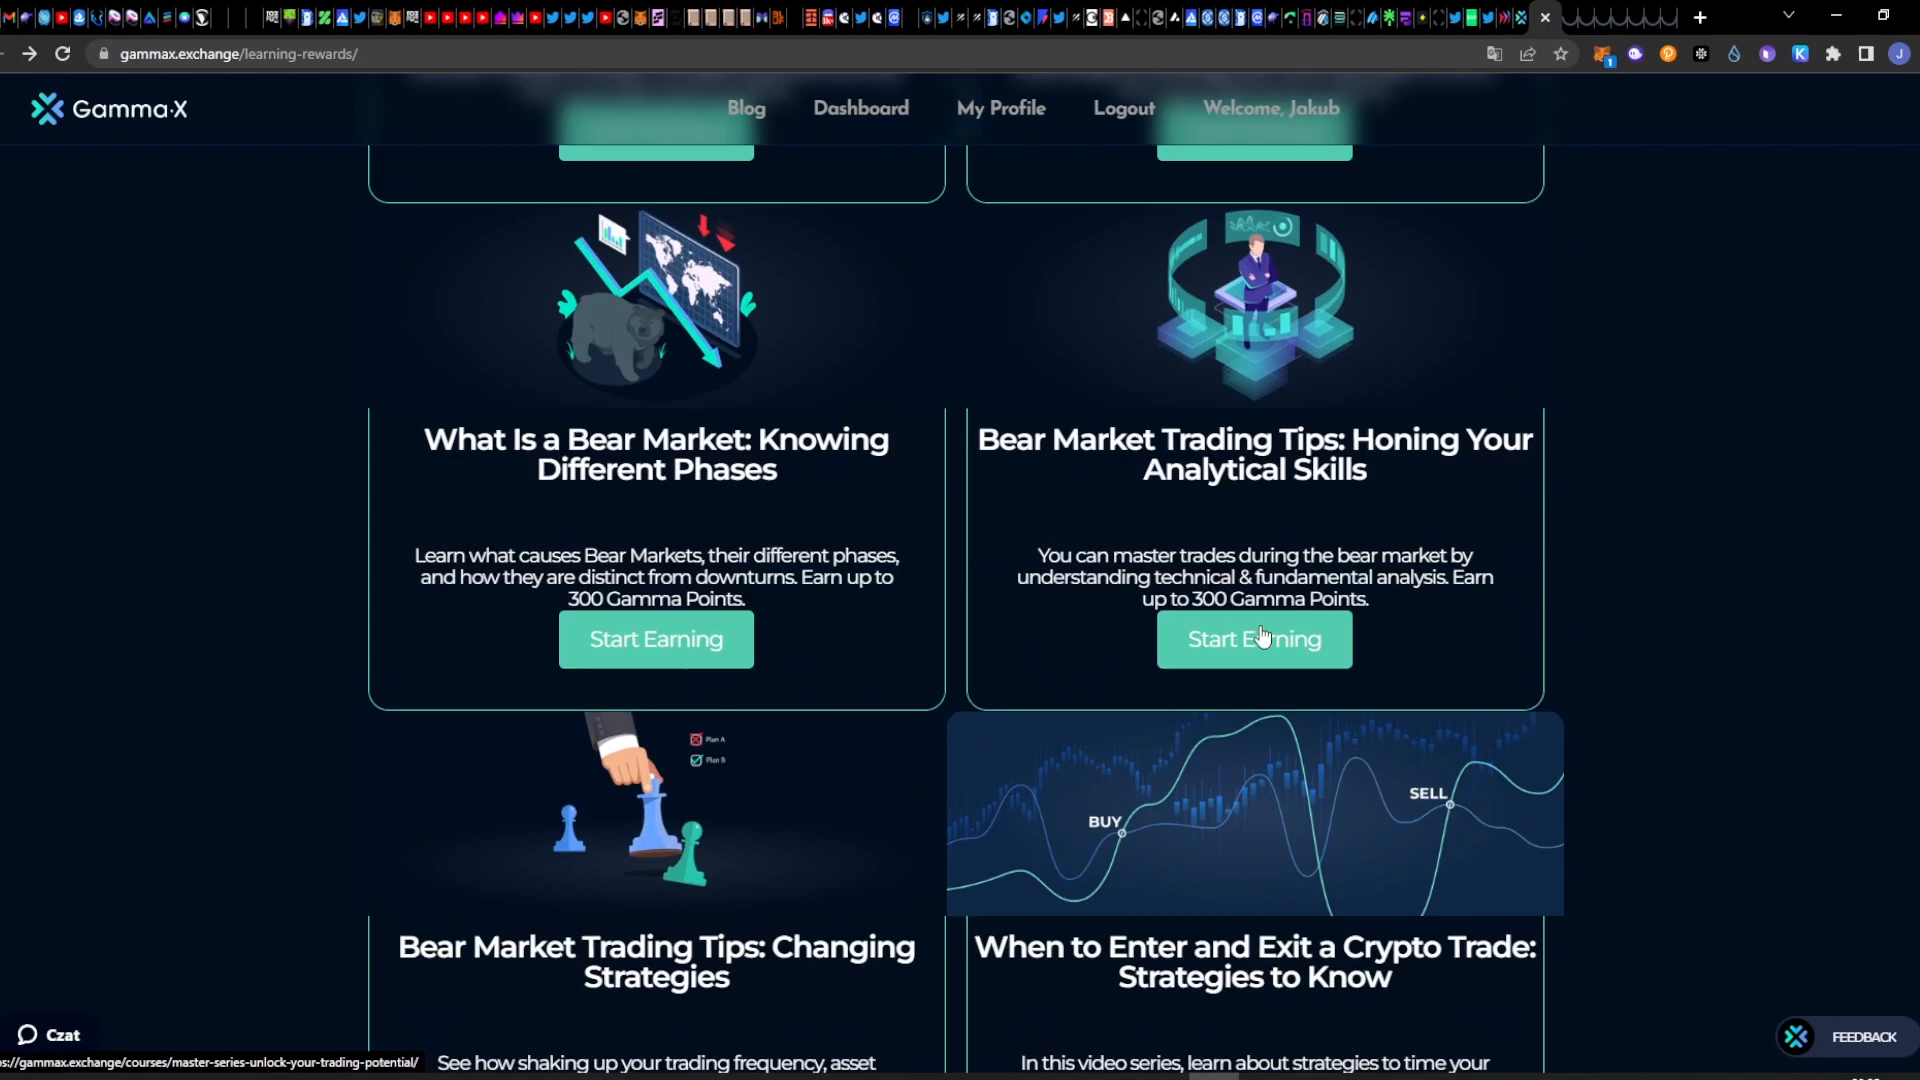 gammax.exchange/learning-rewards/
Gamma·X
Blog
Dashboard
My Profile
Logout
Welcome, Jakub
What Is a Bear Market: Knowing
Different Phases
Learn what causes Bear Markets, their different phases,
and how they are distinct from downturns. Earn up to
300 Gamma Points.
Start Earning
Bear Market Trading Tips: Honing Your
Analytical Skills
You can master trades during the bear market by
understanding technical & fundamental analysis. Earn
up to 300 Gamma Points.
Start Earning
Plan A
Plan B
BUY
SELL
Bear Market Trading Tips: Changing
Strategies
When to Enter and Exit a Crypto Trade:
Strategies to Know
See how shaking up your trading frequency, asset
In this video series, learn about strategies to time your
Czat
FEEDBACK
s://gammax.exchange/courses/master-series-unlock-your-trading-potential/